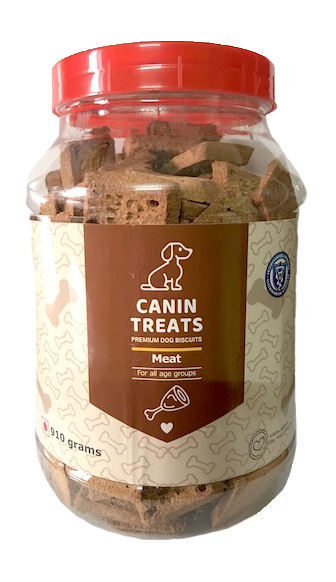 CANIN
TREATS
PREMIUM DOG BISCUITS
Meat
For all age groups
910 grams